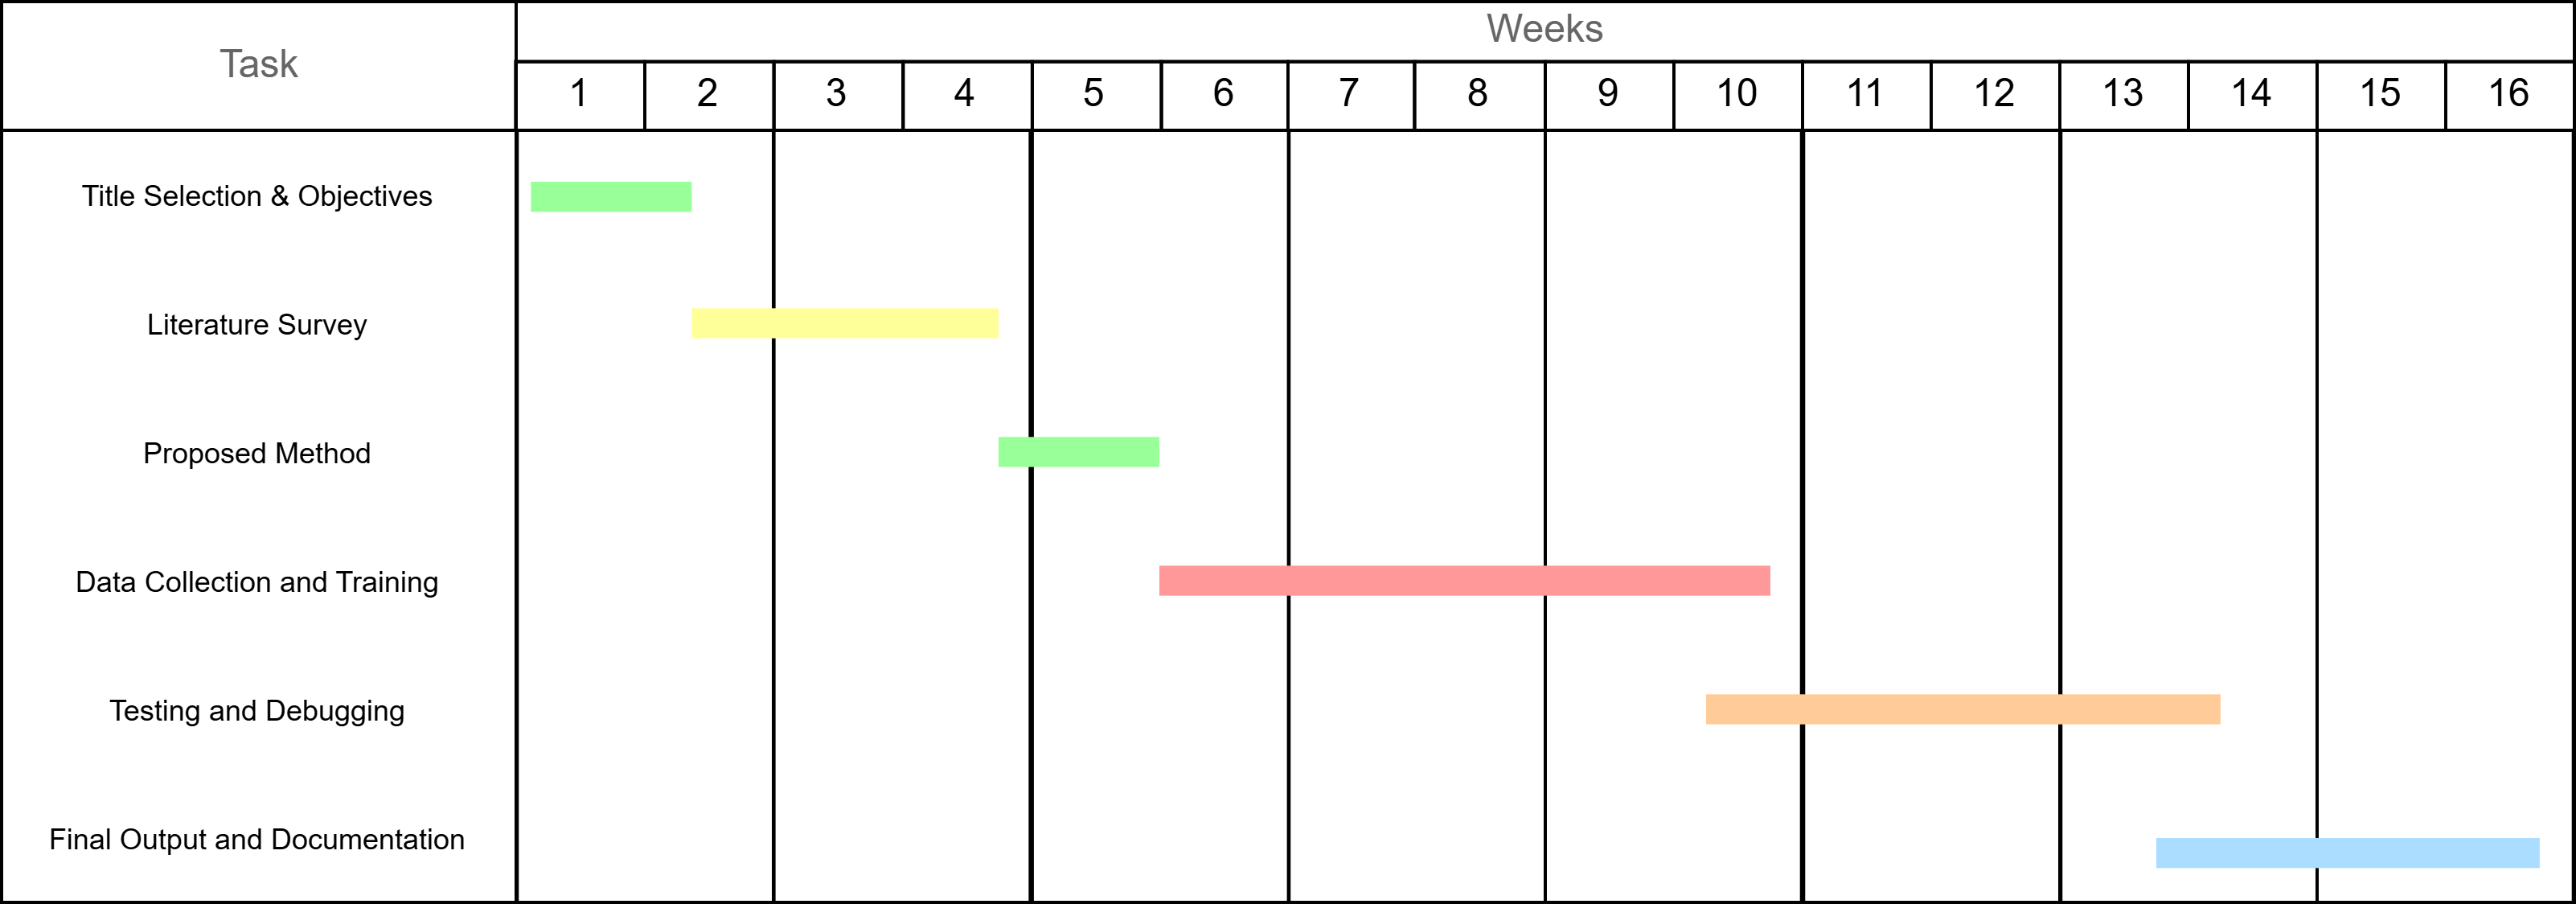 Task
Weeks
1 2 3 4 5 6 7 8 9 10 11 12 13 14 15 16
Title Selection & Objectives
Literature Survey
Proposed Method
Data Collection and Training
Testing and Debugging
Final Output and Documentation